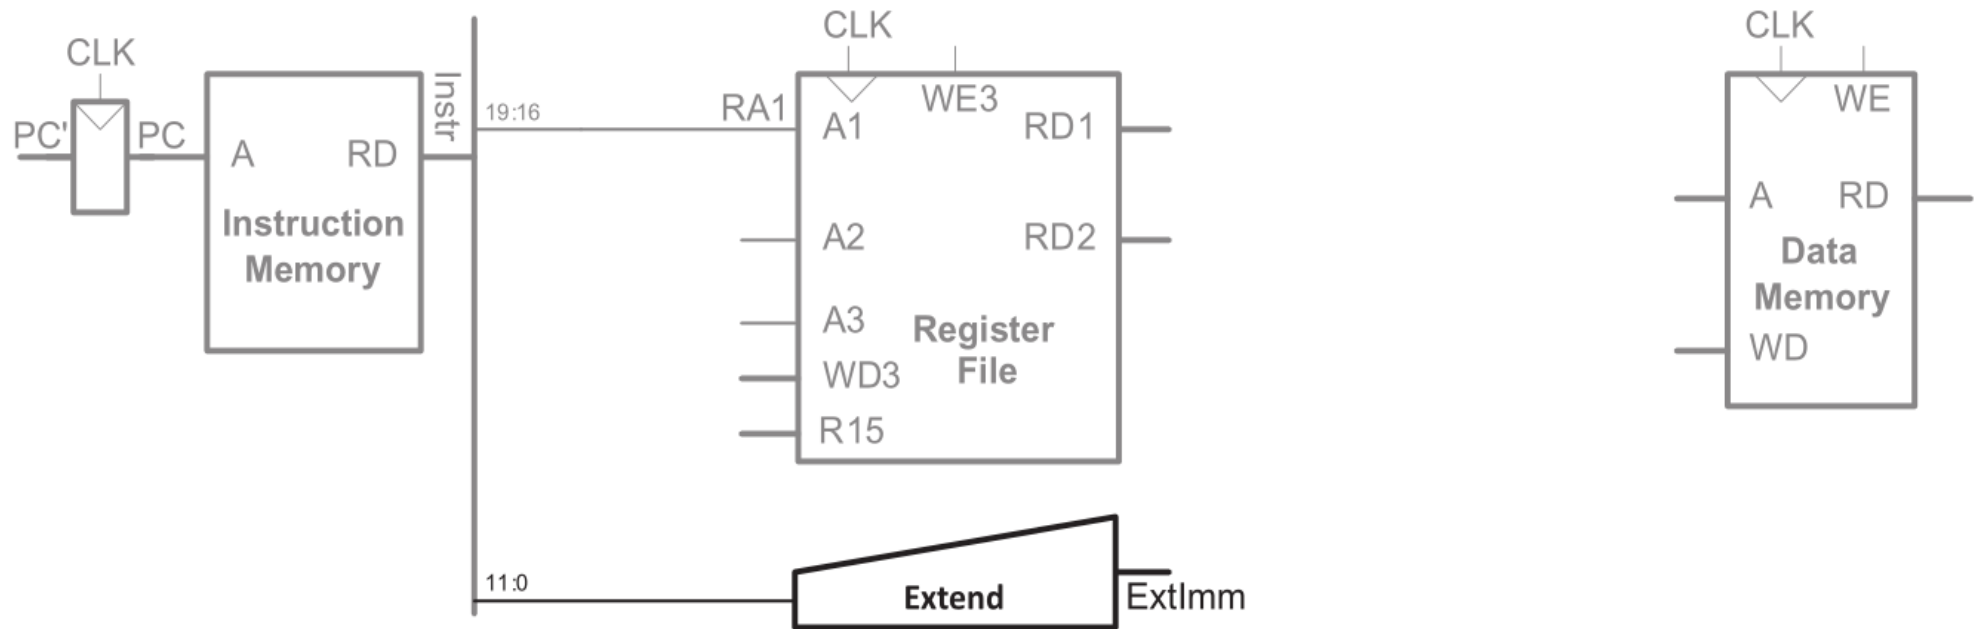 CLK
PC'
PC
A
RD
Instruction
Memory
Instr
19:16
RA1
CLK
WE3
A1
RD1
A2
RD2
A3
Register
File
WD3
R15
11:0
Extend
ExtImm
CLK
WE
A
RD
Data
Memory
WD